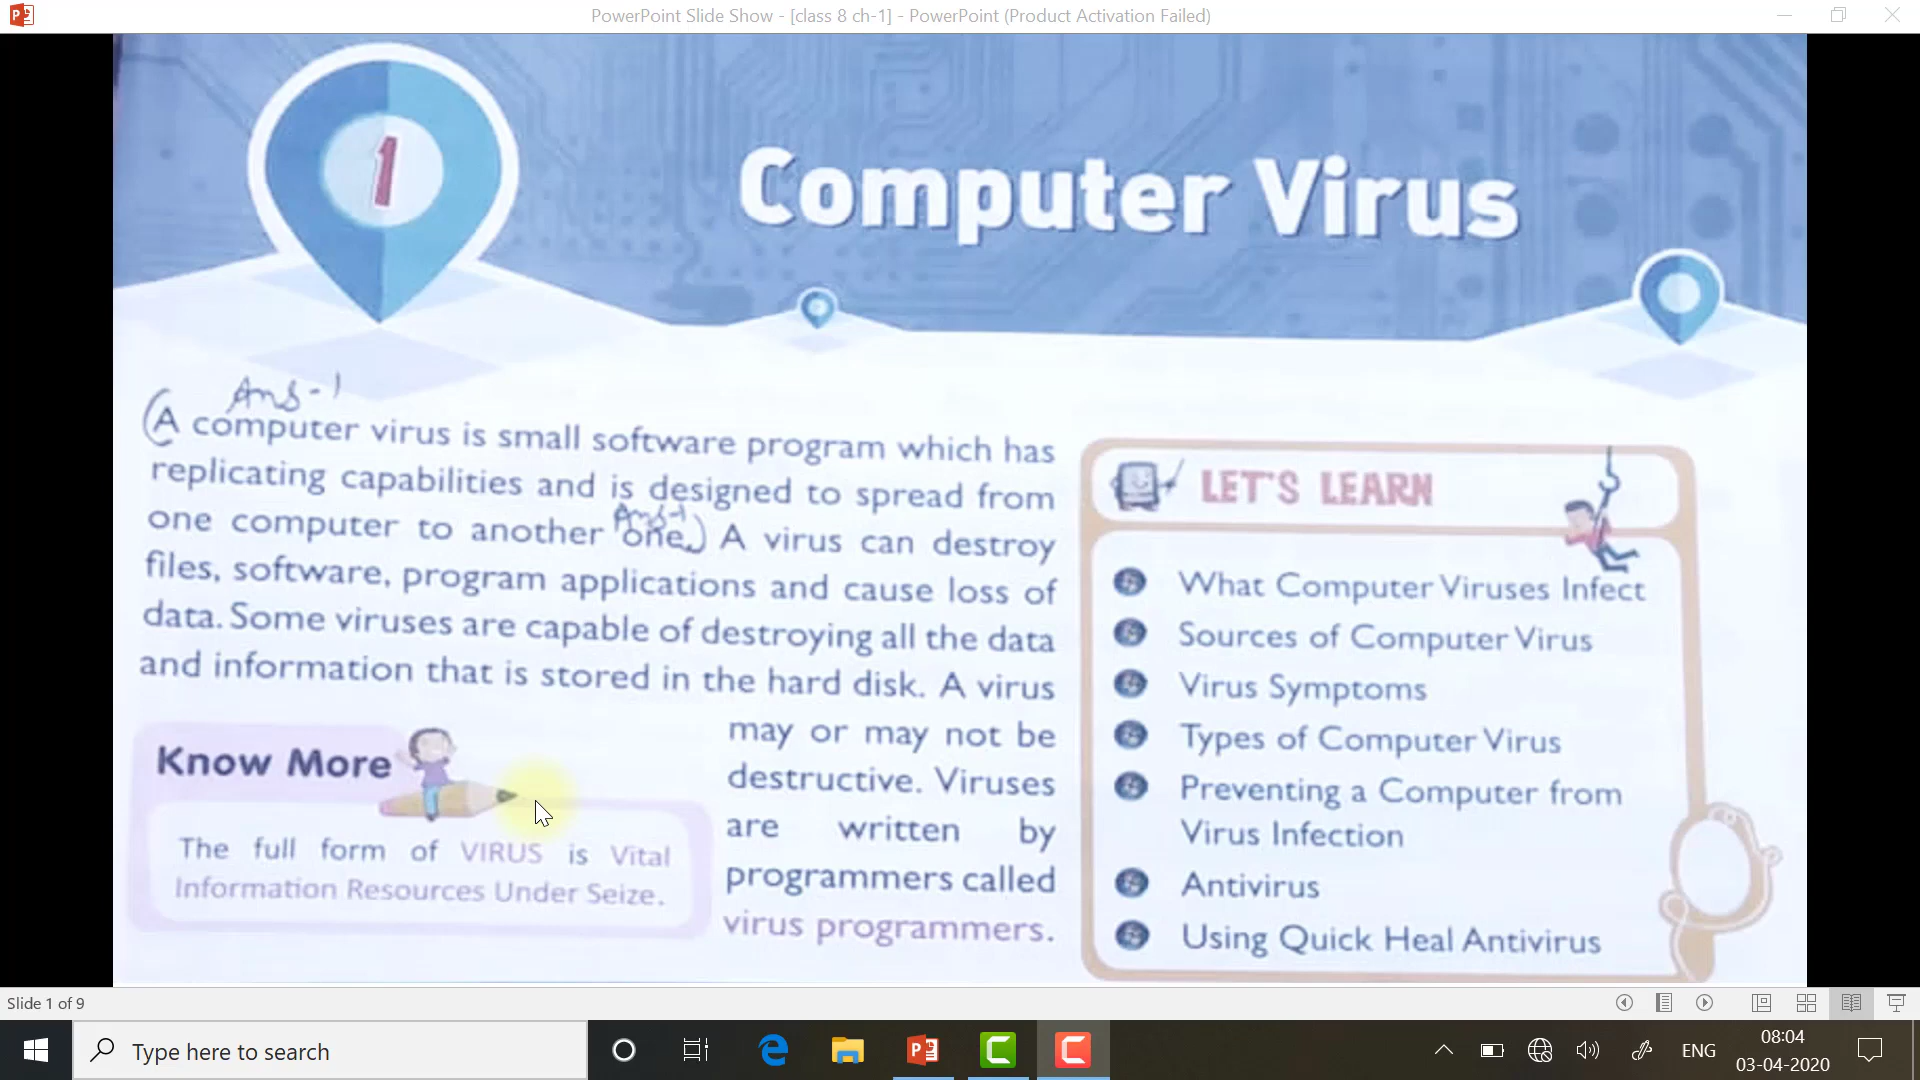 PowerPoint Slide Show - [class 8 ch-1] - PowerPoint (Product Activation Failed)
1
Computer Virus
Ans-1
(A computer virus is small software program which has
replicating capabilities and is designed to spread from
Ans-1
one computer to another one.) A virus can destroy
files, software, program applications and cause loss of
data. Some viruses are capable of destroying all the data
and information that is stored in the hard disk. A virus
may or may not be
destructive. Viruses
are written by
programmers called
virus programmers.
Know More
The full form of VIRUS is Vital
Information Resources Under Seize.
LET'S LEARN
What Computer Viruses Infect
Sources of Computer Virus
Virus Symptoms
Types of Computer Virus
Preventing a Computer from
Virus Infection
Antivirus
Using Quick Heal Antivirus
Slide 1 of 9
Type here to search
ENG
08:04
03-04-2020